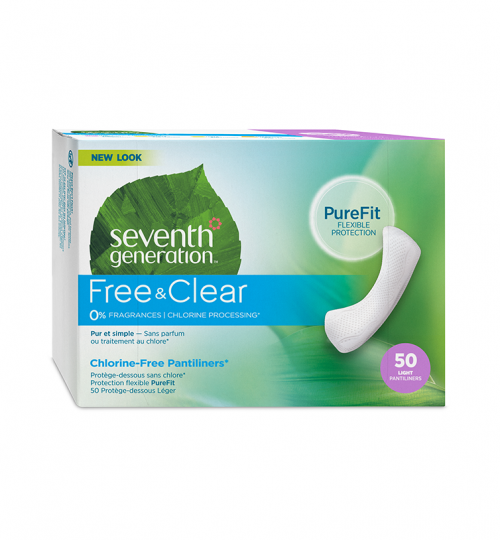 NEW LOOK
seventh
generation™
PureFit
FLEXIBLE
PROTECTION
Free&Clear
0% FRAGRANCES | CHLORINE PROCESSING*
Pur et simple — Sans parfum
ou traitement au chlore*
Chlorine-Free Pantiliners*
Protège-dessous sans chlore*
Protection flexible PureFit
50 Protège-dessous Léger
50
LIGHT
PANTILINERS